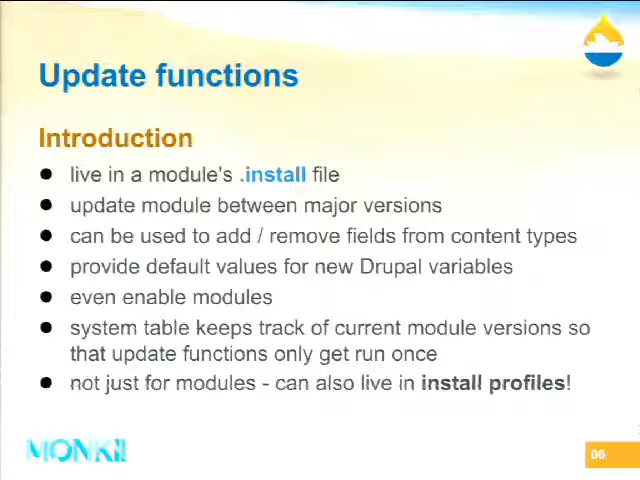 Update functions
Introduction
● live in a module's .install file
● update module between major versions
● can be used to add / remove fields from content types
● provide default values for new Drupal variables
● even enable modules
● system table keeps track of current module versions so
that update functions only get run once
● not just for modules - can also live in install profiles!
MONKii
06